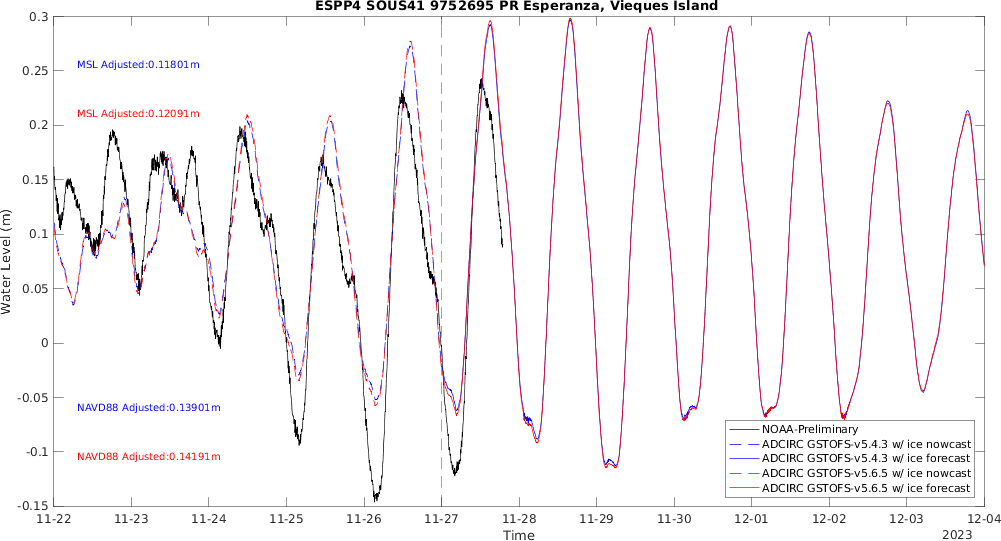 ESPP4 SOUS41 9752695 PR Esperanza, Vieques Island
0.3
0.25
0.2
0.15
0.1
0.05
0
-0.05
-0.1
-0.15
Water Level (m)
MSL Adjusted:0.11801m
MSL Adjusted:0.12091m
NAVD88 Adjusted:0.13901m
NAVD88 Adjusted:0.14191m
NOAA-Preliminary
ADCIRC GSTOFS-v5.4.3 w/ ice nowcast
ADCIRC GSTOFS-v5.4.3 w/ ice forecast
ADCIRC GSTOFS-v5.6.5 w/ ice nowcast
ADCIRC GSTOFS-v5.6.5 w/ ice forecast
11-22 11-23 11-24 11-25 11-26 11-27 11-28 11-29 11-30 12-01 12-02 12-03 12-04
Time
2023